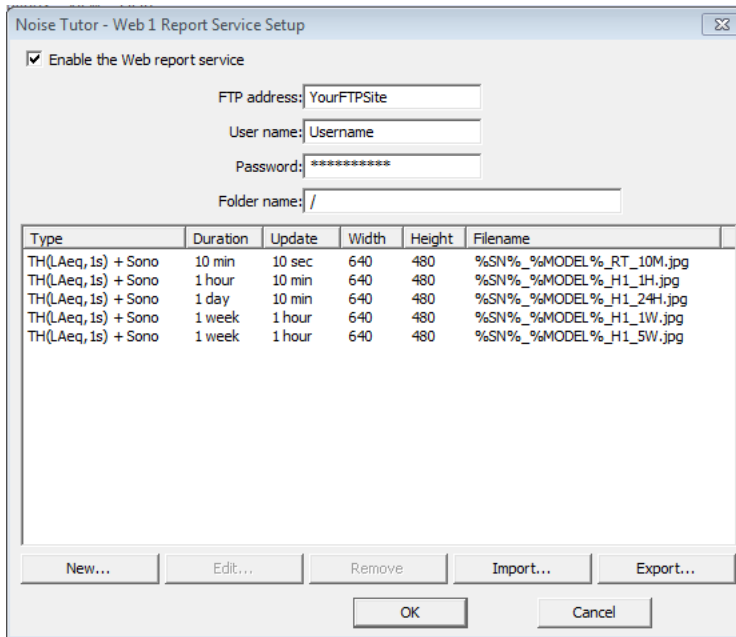 Noise Tutor - Web 1 Report Service Setup
Enable the Web report service
FTP address: YourFTPSite
User name: Username
Password: **********
Folder name: /
Type Duration Update Width Height Filename
TH(LAeq,1s) + Sono 10 min 10 sec 640 480 %SN%_%MODEL%_RT_10M.jpg
TH(LAeq,1s) + Sono 1 hour 10 min 640 480 %SN%_%MODEL%_H1_1H.jpg
TH(LAeq,1s) + Sono 1 day 10 min 640 480 %SN%_%MODEL%_H1_24H.jpg
TH(LAeq,1s) + Sono 1 week 1 hour 640 480 %SN%_%MODEL%_H1_1W.jpg
TH(LAeq,1s) + Sono 1 week 1 hour 640 480 %SN%_%MODEL%_H1_5W.jpg
New... Edit... Remove Import... Export...
OK Cancel